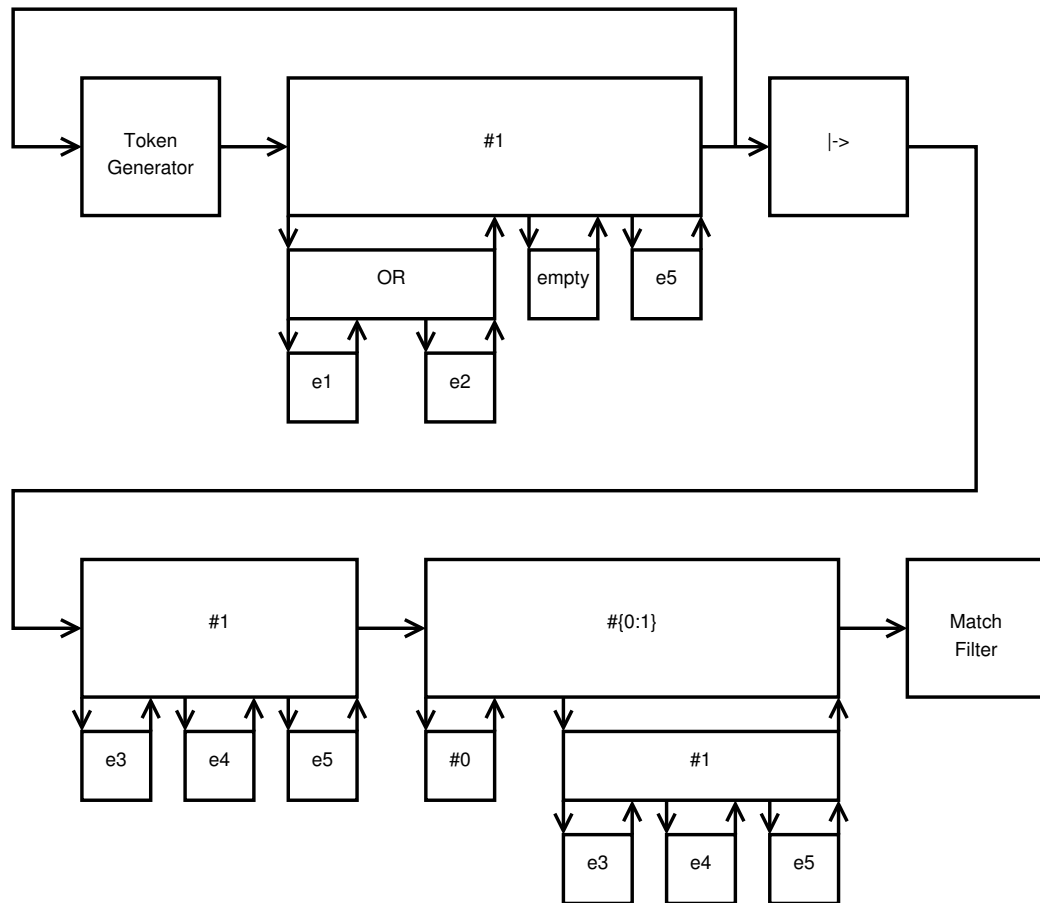 Token
Generator
#1
|->
OR
empty
e5
e1
e2
#1
#{0:1}
Match
Filter
e3
e4
e5
#0
#1
e3
e4
e5